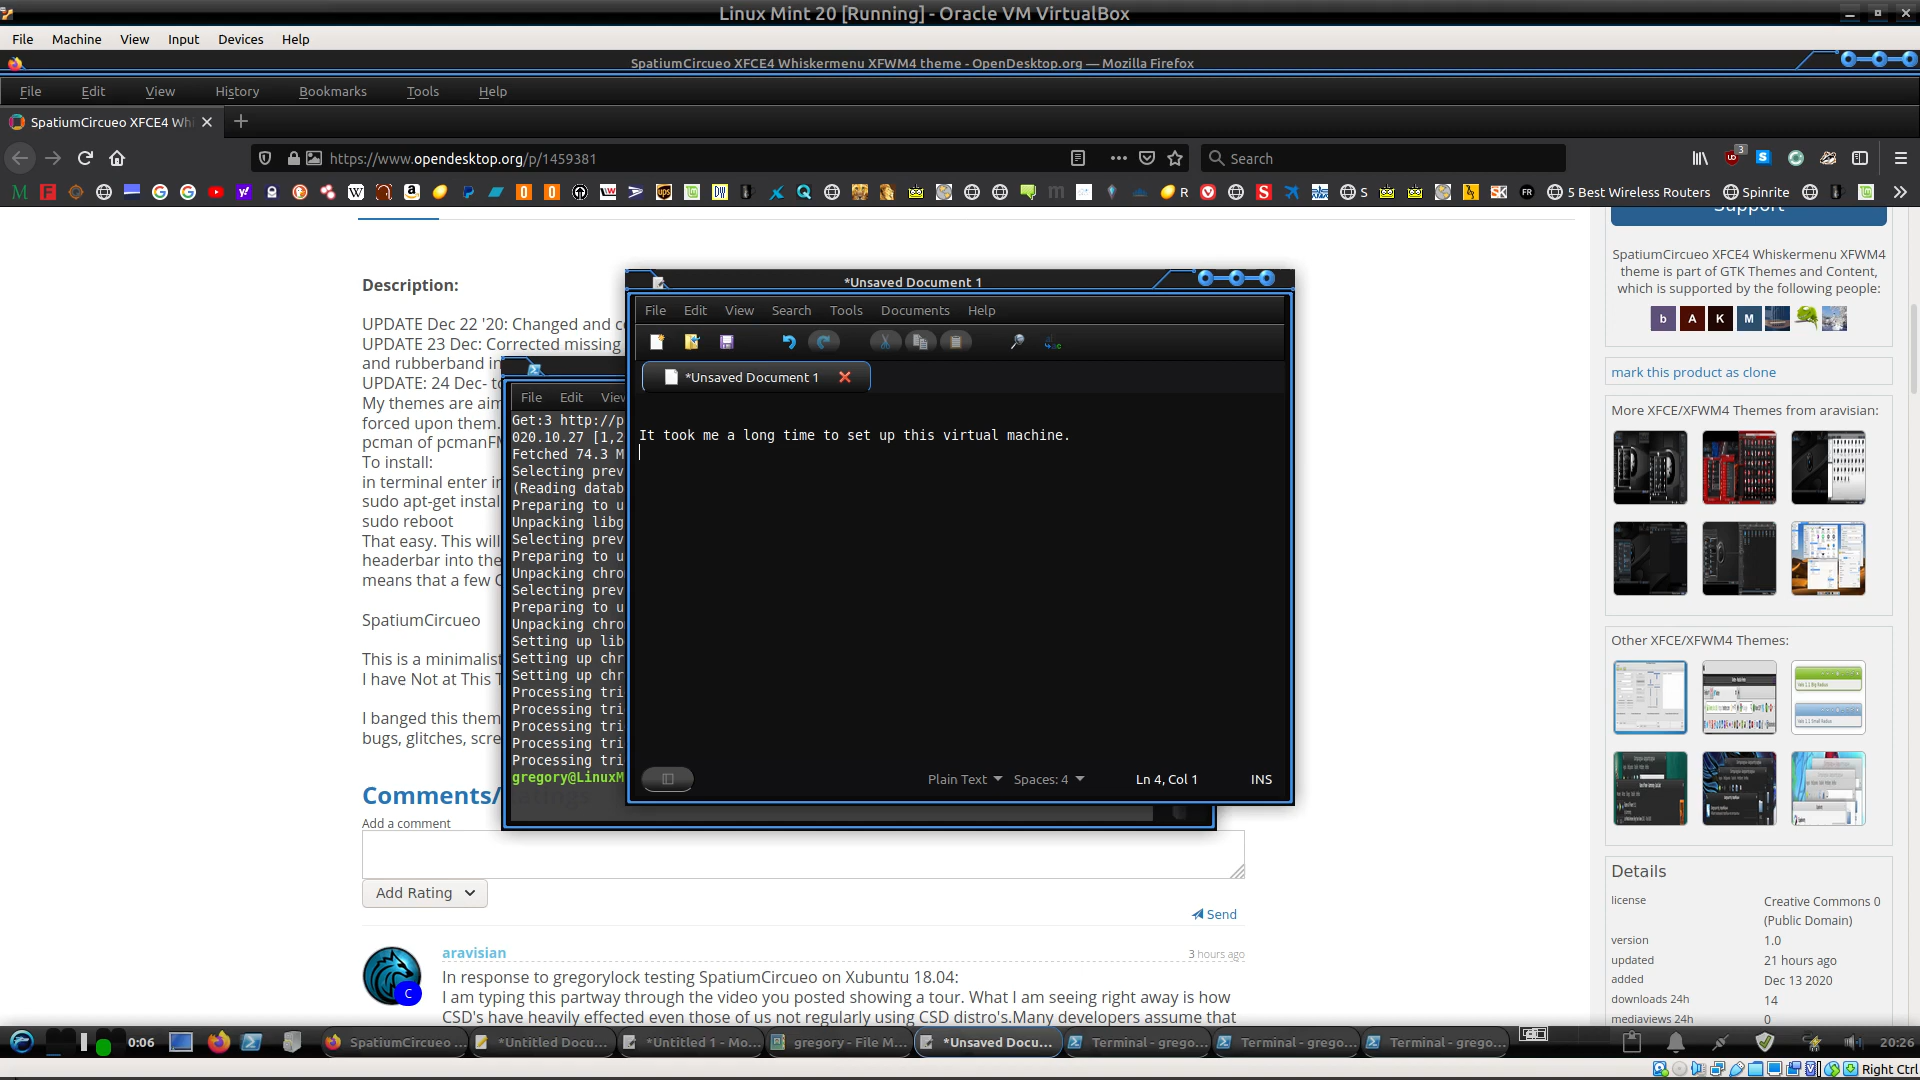 Linux Mint 20 [Running] - Oracle VM VirtualBox
File Machine View Input Devices Help
SpatiumCircueo XFCE4 Whiskermenu XFWM4 theme - OpenDesktop.org — Mozilla Firefox
File Edit View History Bookmarks Tools Help
SpatiumCircueo XFCE4 Whi
https://www.opendesktop.org/p/1459381
Search
3
R
S
5 Best Wireless Routers
Spinrite
Support
SpatiumCircueo XFCE4 Whiskermenu XFWM4
theme is part of GTK Themes and Content,
which is supported by the following people:
b A K M
mark this product as clone
More XFCE/XFWM4 Themes from aravisian:
Other XFCE/XFWM4 Themes:
Details
license Creative Commons 0
(Public Domain)
version 1.0
updated 21 hours ago
added Dec 13 2020
downloads 24h 14
mediaviews 24h 0
Description:
UPDATE Dec 22 '20: Changed and c
UPDATE 23 Dec: Corrected missing
and rubberband in
UPDATE: 24 Dec- to
My themes are aim
forced upon them.
pcman of pcmanF
To install:
in terminal enter in
sudo apt-get instal
sudo reboot
That easy. This will
headerbar into the
means that a few C
SpatiumCircueo
This is a minimalist
I have Not at This T
I banged this them
bugs, glitches, scre
Comments/
Add a comment
Add Rating
Send
aravisian
3 hours ago
C
In response to gregorylock testing SpatiumCircueo on Xubuntu 18.04:
I am typing this partway through the video you posted showing a tour. What I am seeing right away is how
CSD's have heavily effected even those of us not regularly using CSD distro's.Many developers assume that
File Edit View
Get:3 http://p
020.10.27 [1,2
Fetched 74.3 M
Selecting prev
(Reading datab
Preparing to u
Unpacking libg
Selecting prev
Preparing to u
Unpacking chro
Selecting prev
Preparing to u
Unpacking chro
Setting up lib
Setting up chr
Setting up chr
Processing tri
Processing tri
Processing tri
Processing tri
Processing tri
gregory@LinuxM
*Unsaved Document 1
File Edit View Search Tools Documents Help
*Unsaved Document 1
It took me a long time to set up this virtual machine.
Plain Text Spaces: 4 Ln 4, Col 1 INS
0:06
SpatiumCircueo ...
*Untitled Docu...
*Untitled 1 - Mo...
gregory - File M...
*Unsaved Docu...
Terminal - grego...
Terminal - grego...
Terminal - grego...
20:26
Right Ctrl